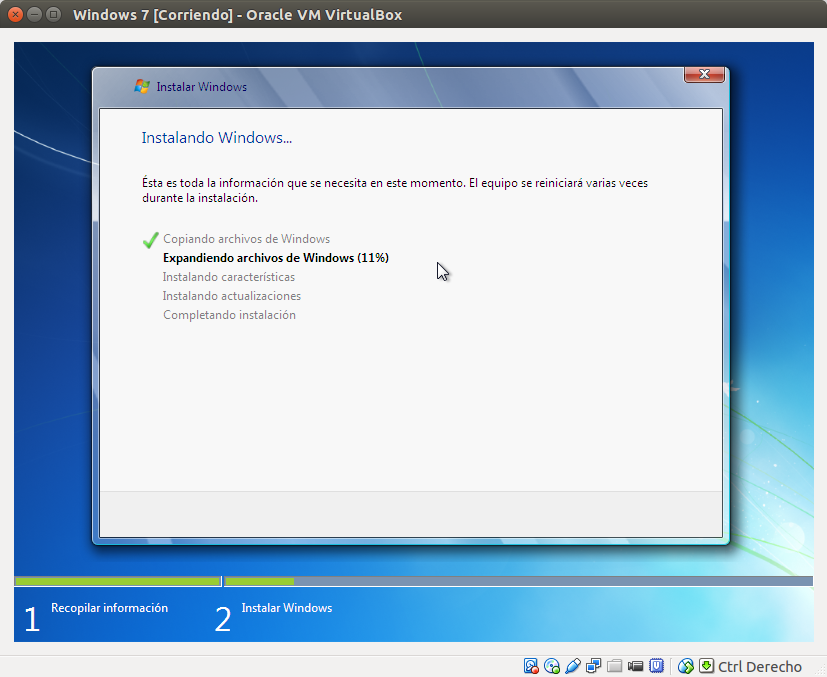 Windows 7 [Corriendo] - Oracle VM VirtualBox
Instalar Windows
Instalando Windows...
Ésta es toda la información que se necesita en este momento. El equipo se reiniciará varias veces
durante la instalación.
Copiando archivos de Windows
Expandiendo archivos de Windows (11%)
Instalando características
Instalando actualizaciones
Completando instalación
1 Recopilar información
2 Instalar Windows
Ctrl Derecho